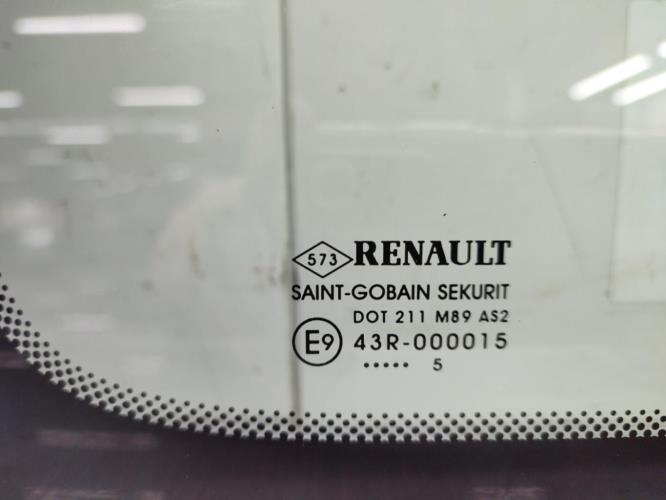 573 RENAULT
SAINT-GOBAIN SEKURIT
DOT 211 M89 AS2
E9 43R-000015
..... 5